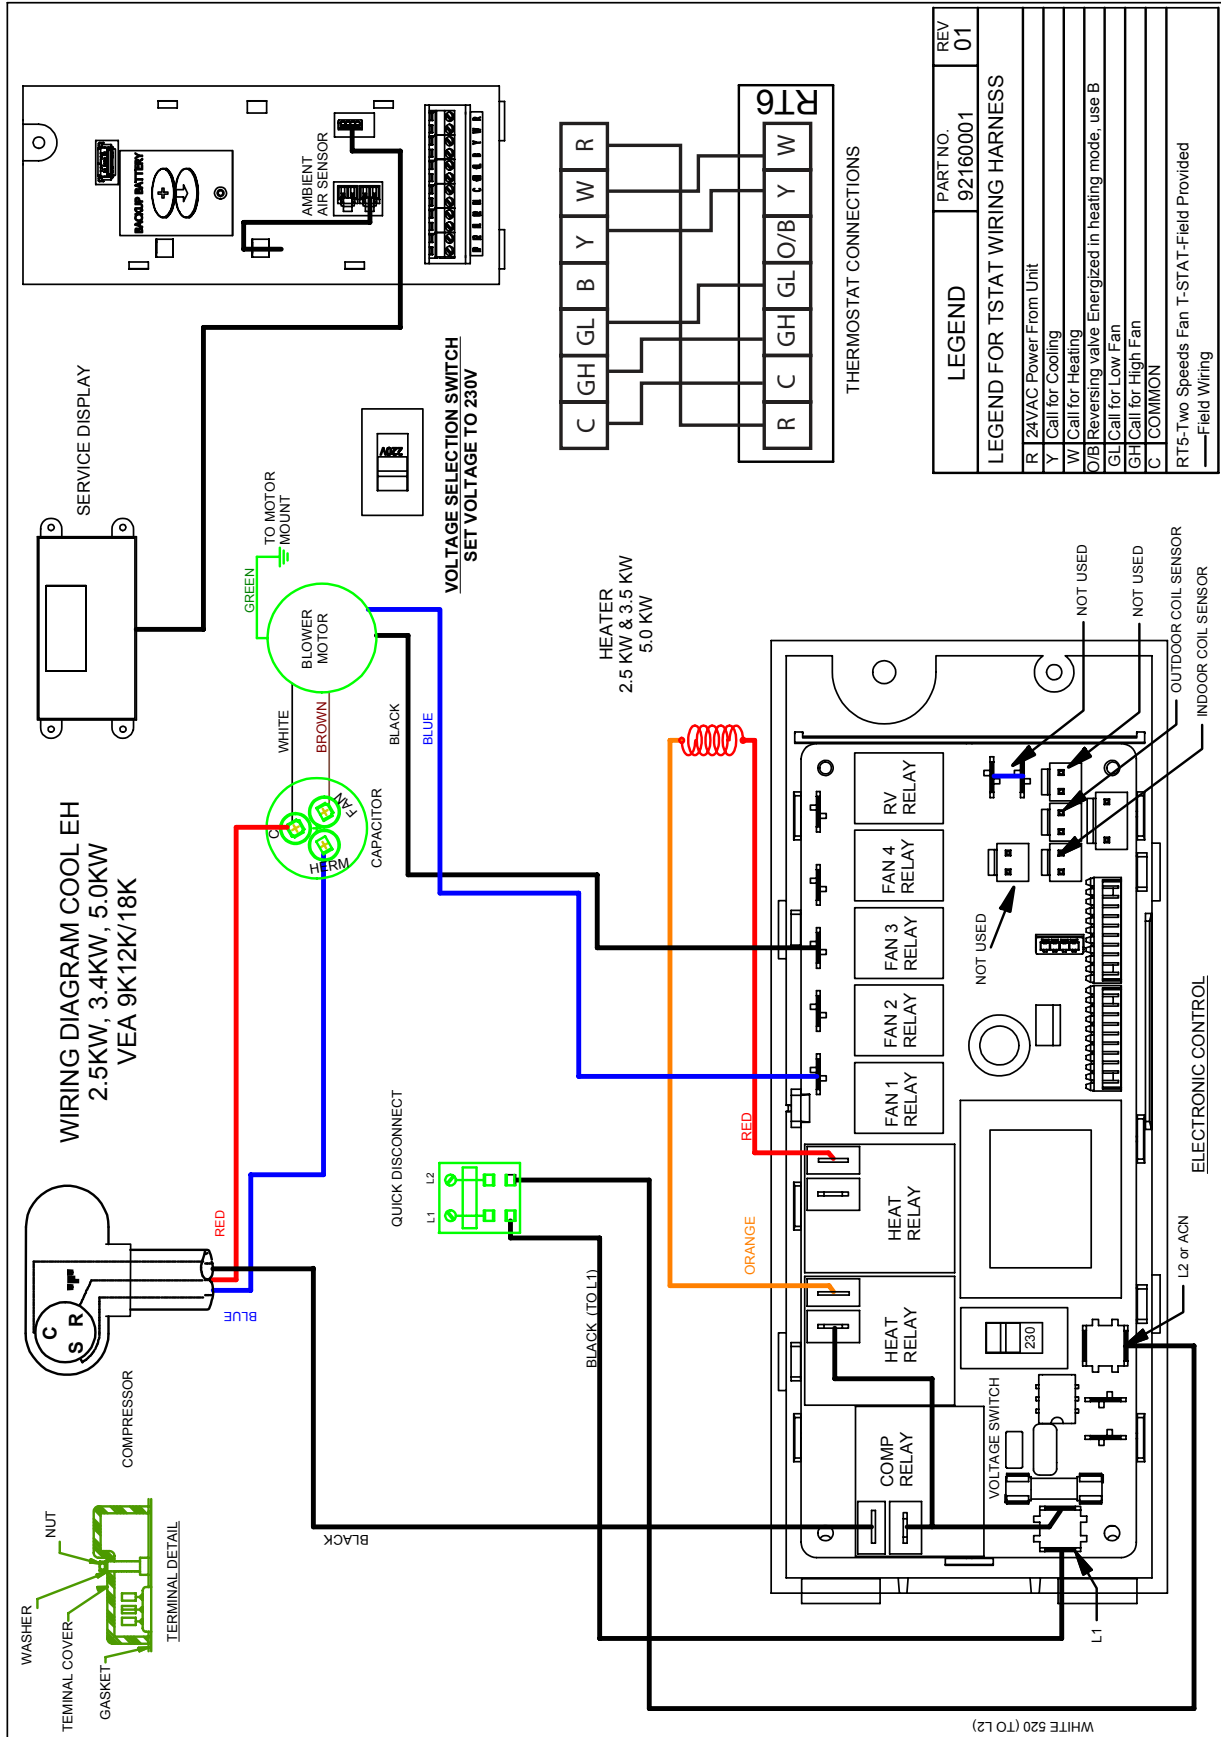 WIRING DIAGRAM COOL EH
2.5KW, 3.4KW, 5.0KW
VEA 9K12K/18K
WASHER
NUT
TEMINAL COVER
GASKET
TERMINAL DETAIL
COMPRESSOR
C
S R
RED
BLUE
BLACK
QUICK DISCONNECT
L1
L2
BLACK (TO L1)
WHITE 520 (TO L2)
C
HERM
FAN
CAPACITOR
WHITE
BROWN
BLACK
BLUE
BLOWER
MOTOR
GREEN
TO MOTOR
MOUNT
SERVICE DISPLAY
BACKUP BATTERY
+
AMBIENT
AIR SENSOR
VOLTAGE SELECTION SWITCH
SET VOLTAGE TO 230V
220V
HEATER
2.5 KW & 3.5 KW
5.0 KW
ORANGE
RED
COMP
RELAY
HEAT
RELAY
HEAT
RELAY
FAN 1
RELAY
FAN 2
RELAY
FAN 3
RELAY
FAN 4
RELAY
RV
RELAY
VOLTAGE SWITCH
230
L1
L2 or ACN
ELECTRONIC CONTROL
NOT USED
NOT USED
NOT USED
OUTDOOR COIL SENSOR
INDOOR COIL SENSOR
C GH GL B Y W R
R C GH GL O/B Y W
RT6
THERMOSTAT CONNECTIONS
LEGEND
PART NO.
92160001
REV
01
LEGEND FOR TSTAT WIRING HARNESS
R 24VAC Power From Unit
Y Call for Cooling
W Call for Heating
O/B Reversing valve Energized in heating mode, use B
GL Call for Low Fan
GH Call for High Fan
C COMMON
RT5-Two Speeds Fan T-STAT-Field Provided
Field Wiring